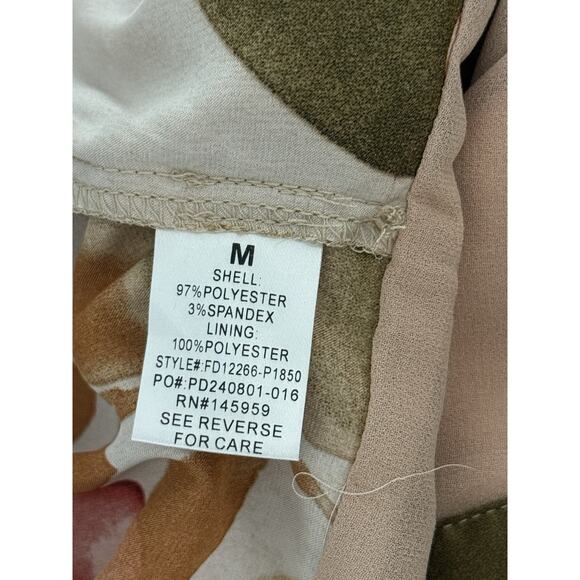 M
SHELL:
97%POLYESTER
3%SPANDEX
LINING:
100%POLYESTER
STYLE#:FD12266-P1850
PO#:PD240801-016
RN#145959
SEE REVERSE
FOR CARE